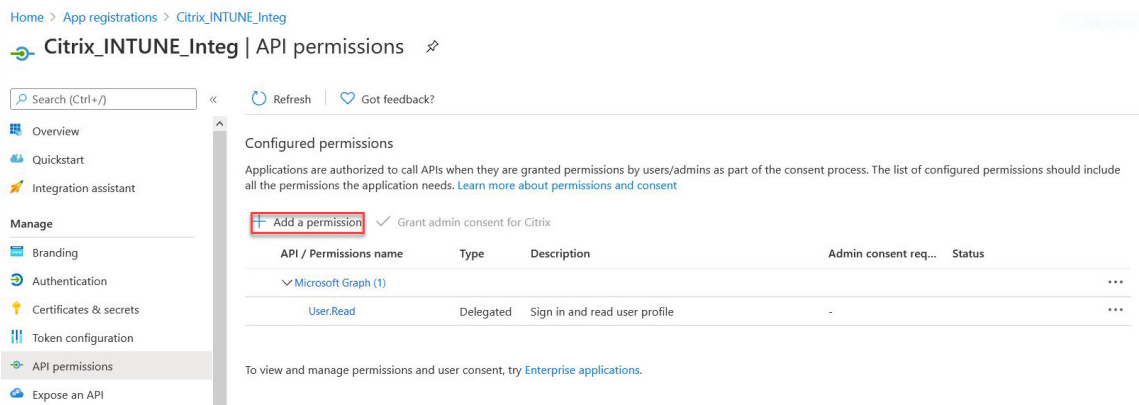 Home > App registrations > Citrix_INTUNE_Integ
Citrix_INTUNE_Integ | API permissions
Search (Ctrl+/)
«
Refresh
Got feedback?
Overview
Quickstart
Integration assistant
Manage
Branding
Authentication
Certificates & secrets
Token configuration
API permissions
Expose an API
Configured permissions
Applications are authorized to call APIs when they are granted permissions by users/admins as part of the consent process. The list of configured permissions should include
all the permissions the application needs. Learn more about permissions and consent
+ Add a permission ✓ Grant admin consent for Citrix
API / Permissions name Type Description Admin consent req... Status
Microsoft Graph (1) ...
User.Read Delegated Sign in and read user profile - ...
To view and manage permissions and user consent, try Enterprise applications.